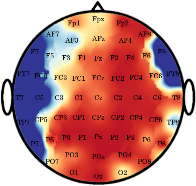 Fp1 Fpz Fp2
AF7 AF3 AFz AF4 AF8
F7 F5 F3 F1 Fz F2 F4 F6 F8
FT7 FC5 FC3 FC1 FCz FC2 FC4 FC6 FT8
T7 C5 C3 C1 Cz C2 C4 C6 T8
TP7 CP5 CP3 CP1 CPz CP2 CP4 CP6 TP8
P7 P5 P3 P1 Pz P2 P4 P6 P8
PO7 PO3 POz PO4 PO8
O1 Oz O2